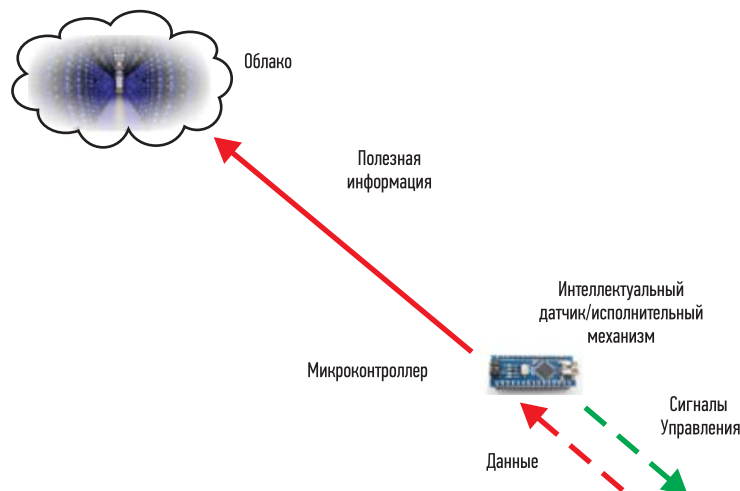 Облако
Полезная
информация
Интеллектуальный
датчик/исполнительный
механизм
Микроконтроллер
Сигналы
Управления
Данные